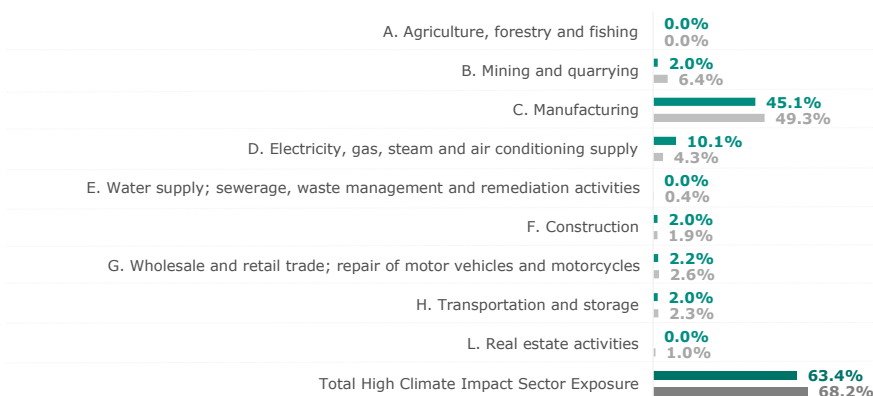 A. Agriculture, forestry and fishing 0.0%
0.0%
B. Mining and quarrying 2.0%
6.4%
C. Manufacturing 45.1%
49.3%
D. Electricity, gas, steam and air conditioning supply 10.1%
4.3%
E. Water supply; sewerage, waste management and remediation activities 0.0%
0.4%
F. Construction 2.0%
1.9%
G. Wholesale and retail trade; repair of motor vehicles and motorcycles 2.2%
2.6%
H. Transportation and storage 2.0%
2.3%
L. Real estate activities 0.0%
1.0%
Total High Climate Impact Sector Exposure 63.4%
68.2%